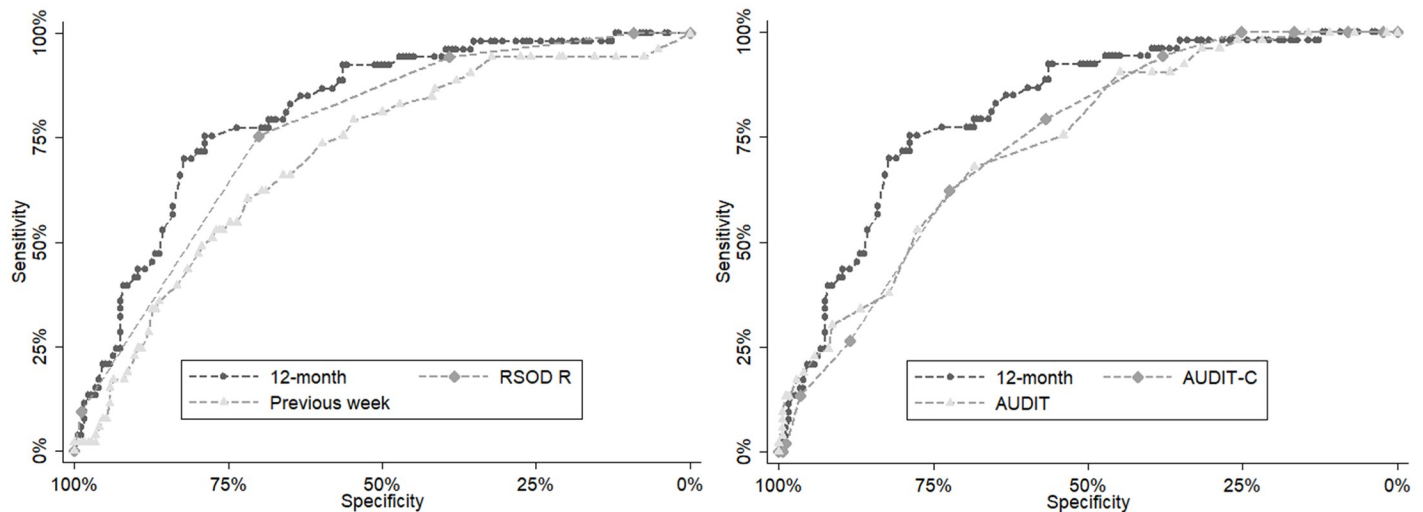 100%
75%
50%
25%
0%
Sensitivity
12-month
RSOD R
Previous week
100%
75%
50%
25%
0%
Specificity
100%
75%
50%
25%
0%
Sensitivity
12-month
AUDIT-C
AUDIT
100%
75%
50%
25%
0%
Specificity